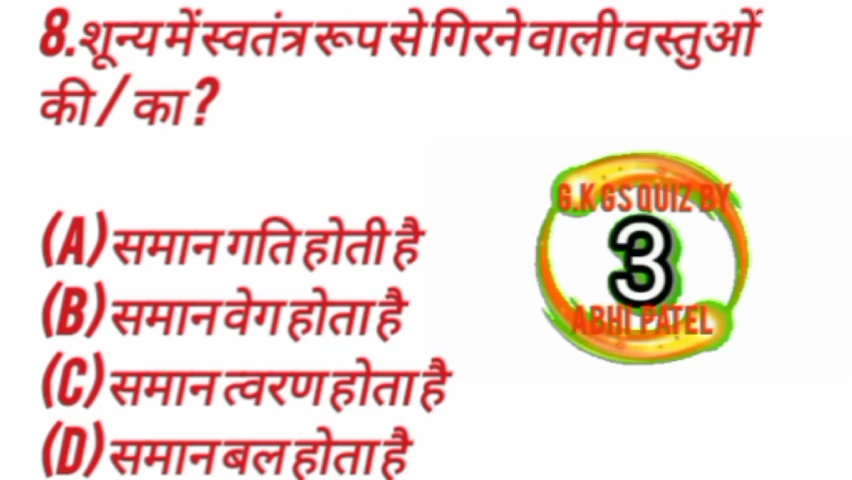 8.शून्य में स्वतंत्र रूप से गिरने वाली वस्तुओं
की / का ?
(A) समान गति होती है
(B) समान वेग होता है
(C) समान त्वरण होता है
(D) समान बल होता है
G.K GS QUIZ BY
3
ABHI PATEL